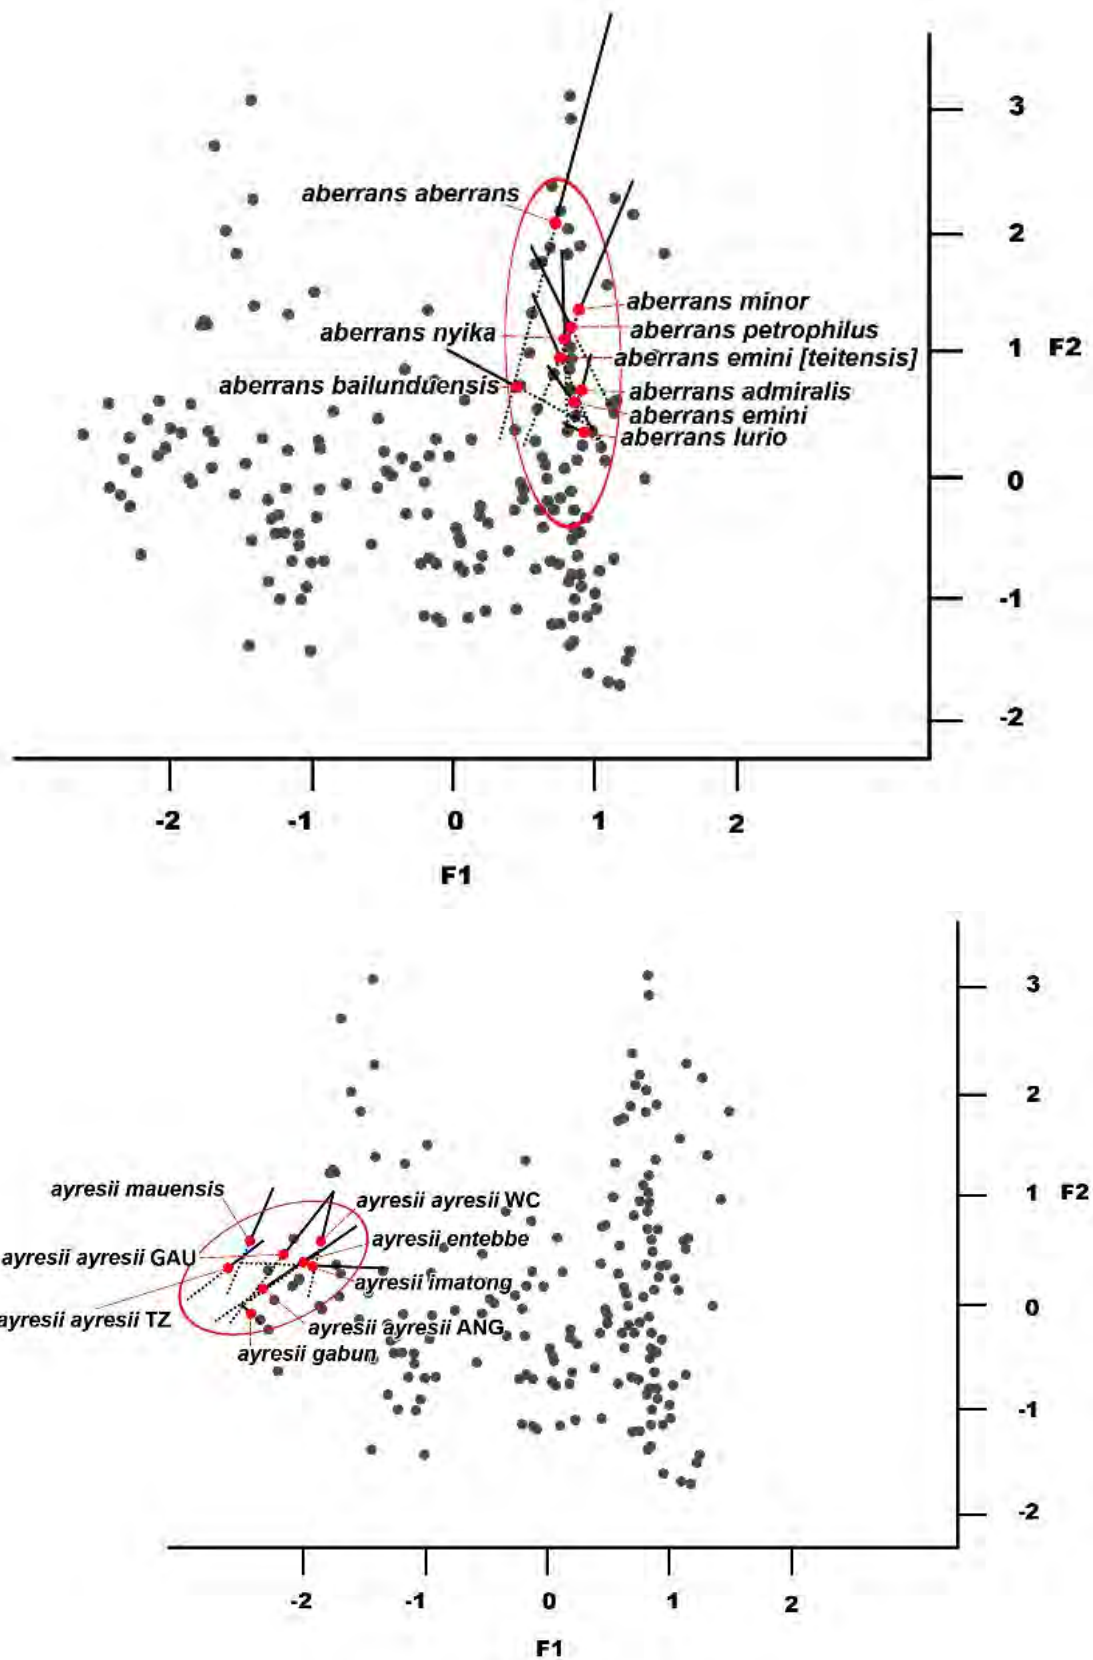 3
aberrans aberrans
2
aberrans minor
aberrans nyika
aberrans petrophilus
1
F2
aberrans emini [teitensis]
aberrans bailunduensis
aberrans admiralis
aberrans emini
aberrans lurio
0
-1
-2
-2 -1 0 1 2
F1
3
2
ayresii mauensis
ayresii ayresii WC
1
F2
ayresii entebbe
ayresii ayresii GAU
ayresii imatong
0
ayresii ayresii TZ
ayresii ayresii ANG
ayresii gabun
-1
-2
-2 -1 0 1 2
F1